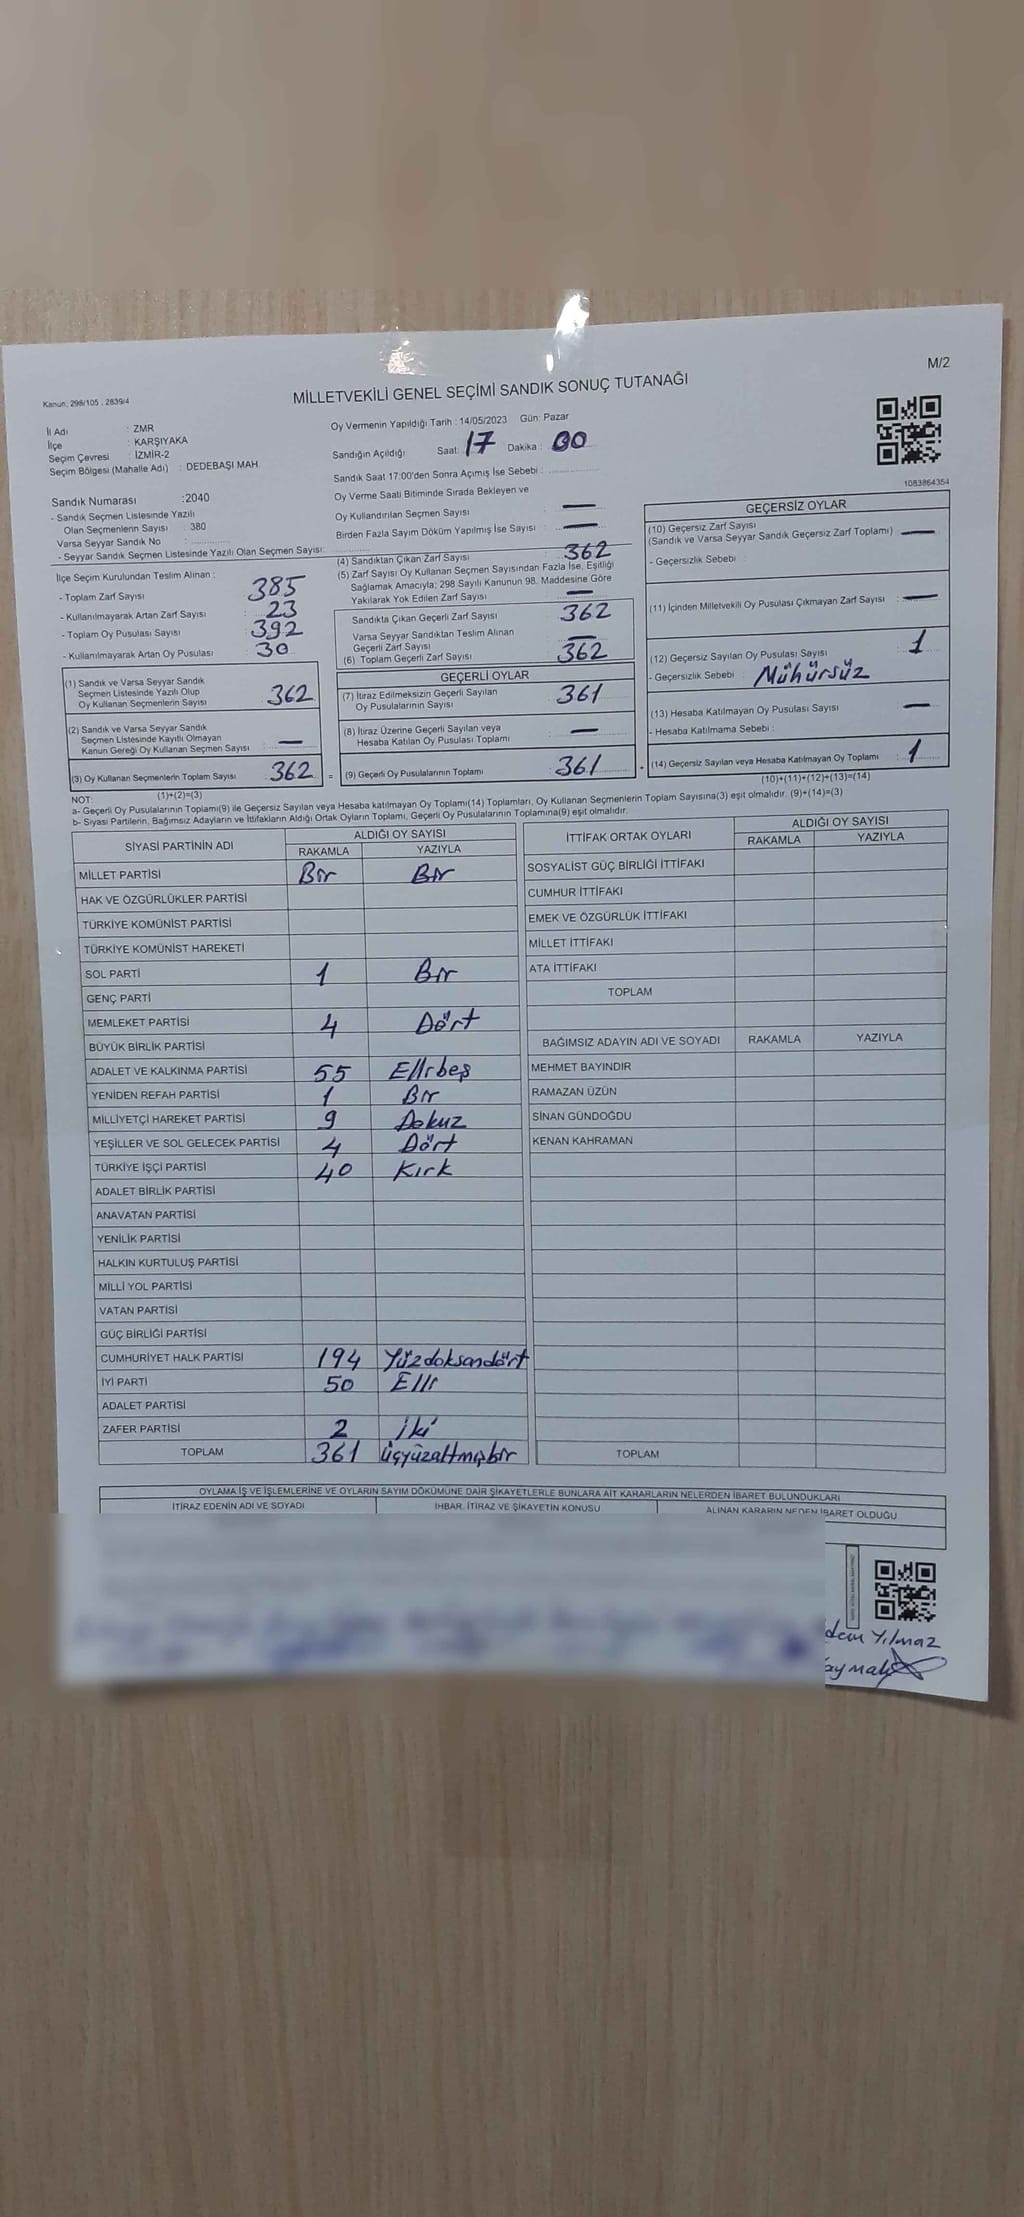 M/2
Kanun; 298/105 , 2839/4
MİLLETVEKİLİ GENEL SEÇİMİ SANDIK SONUÇ TUTANAĞI
İl Adı : ZMR
İlçe : KARŞIYAKA
Seçim Çevresi : İZMİR-2
Seçim Bölgesi (Mahalle Adı) : DEDEBAŞI MAH.
Oy Vermenin Yapıldığı Tarih : 14/05/2023 Gün: Pazar
Sandığın Açıldığı Saat: 17 Dakika : 00
Sandık Saat 17:00'den Sonra Açımış İse Sebebi :
1083864354
Sandık Numarası :2040
- Sandık Seçmen Listesinde Yazılı
Olan Seçmenlerin Sayısı : 380
Varsa Seyyar Sandık No :
- Seyyar Sandık Seçmen Listesinde Yazılı Olan Seçmen Sayısı:
Oy Verme Saati Bitiminde Sırada Bekleyen ve
Oy Kullandırılan Seçmen Sayısı : —
Birden Fazla Sayım Döküm Yapılmış İse Sayısı : —
İlçe Seçim Kurulundan Teslim Alınan :
- Toplam Zarf Sayısı : 385
- Kullanılmayarak Artan Zarf Sayısı : 23
- Toplam Oy Pusulası Sayısı : 392
- Kullanılmayarak Artan Oy Pusulası : 30
(4) Sandıktan Çıkan Zarf Sayısı : 362
(5) Zarf Sayısı Oy Kullanan Seçmen Sayısından Fazla İse, Eşitliği
Sağlamak Amacıyla; 298 Sayılı Kanunun 98. Maddesine Göre
Yakılarak Yok Edilen Zarf Sayısı : —
Sandıkta Çıkan Geçerli Zarf Sayısı : 362
Varsa Seyyar Sandıktan Teslim Alınan
Geçerli Zarf Sayısı : —
(6) Toplam Geçerli Zarf Sayısı : 362
GEÇERSİZ OYLAR
(10) Geçersiz Zarf Sayısı
(Sandık ve Varsa Seyyar Sandık Geçersiz Zarf Toplamı) : —
- Geçersizlik Sebebi :
(11) İçinden Milletvekili Oy Pusulası Çıkmayan Zarf Sayısı : —
(12) Geçersiz Sayılan Oy Pusulası Sayısı : 1
- Geçersizlik Sebebi : Mühürsüz
(13) Hesaba Katılmayan Oy Pusulası Sayısı : —
- Hesaba Katılmama Sebebi :
(14) Geçersiz Sayılan veya Hesaba Katılmayan Oy Toplamı : 1
(10)+(11)+(12)+(13)=(14)
(1) Sandık ve Varsa Seyyar Sandık
Seçmen Listesinde Yazılı Olup
Oy Kullanan Seçmenlerin Sayısı : 362
(2) Sandık ve Varsa Seyyar Sandık
Seçmen Listesinde Kayıtlı Olmayan
Kanun Gereği Oy Kullanan Seçmen Sayısı : —
(3) Oy Kullanan Seçmenlerin Toplam Sayısı : 362 =
(1)+(2)=(3)
GEÇERLİ OYLAR
(7) İtiraz Edilmeksizin Geçerli Sayılan
Oy Pusulalarının Sayısı : 361
(8) İtiraz Üzerine Geçerli Sayılan veya
Hesaba Katılan Oy Pusulası Toplamı : —
(9) Geçerli Oy Pusulalarının Toplamı : 361 +
NOT:
a- Geçerli Oy Pusulalarının Toplamı(9) ile Geçersiz Sayılan veya Hesaba katılmayan Oy Toplamı(14) Toplamları, Oy Kullanan Seçmenlerin Toplam Sayısına(3) eşit olmalıdır. (9)+(14)=(3)
b- Siyasi Partilerin, Bağımsız Adayların ve İttifakların Aldığı Ortak Oyların Toplamı, Geçerli Oy Pusulalarının Toplamına(9) eşit olmalıdır.
SİYASİ PARTİNİN ADI ALDIĞI OY SAYISI
RAKAMLA YAZIYLA
MİLLET PARTİSİ Bir Bir
HAK VE ÖZGÜRLÜKLER PARTİSİ
TÜRKİYE KOMÜNİST PARTİSİ
TÜRKİYE KOMÜNİST HAREKETİ
SOL PARTİ 1 Bir
GENÇ PARTİ
MEMLEKET PARTİSİ 4 Dört
BÜYÜK BİRLİK PARTİSİ
ADALET VE KALKINMA PARTİSİ 55 Ellibeş
YENİDEN REFAH PARTİSİ 1 Bir
MİLLİYETÇİ HAREKET PARTİSİ 9 Dokuz
YEŞİLLER VE SOL GELECEK PARTİSİ 4 Dört
TÜRKİYE İŞÇİ PARTİSİ 40 Kırk
ADALET BİRLİK PARTİSİ
ANAVATAN PARTİSİ
YENİLİK PARTİSİ
HALKIN KURTULUŞ PARTİSİ
MİLLİ YOL PARTİSİ
VATAN PARTİSİ
GÜÇ BİRLİĞİ PARTİSİ
CUMHURİYET HALK PARTİSİ 194 Yüzdoksandört
İYİ PARTİ 50 Elli
ADALET PARTİSİ
ZAFER PARTİSİ 2 İki
TOPLAM 361 Üçyüzaltmışbir
İTTİFAK ORTAK OYLARI ALDIĞI OY SAYISI
RAKAMLA YAZIYLA
SOSYALİST GÜÇ BİRLİĞİ İTTİFAKI
CUMHUR İTTİFAKI
EMEK VE ÖZGÜRLÜK İTTİFAKI
MİLLET İTTİFAKI
ATA İTTİFAKI
TOPLAM
BAĞIMSIZ ADAYIN ADI VE SOYADI RAKAMLA YAZIYLA
MEHMET BAYINDIR
RAMAZAN ÜZÜN
SİNAN GÜNDOĞDU
KENAN KAHRAMAN
TOPLAM
OYLAMA İŞ VE İŞLEMLERİNE VE OYLARIN SAYIM DÖKÜMÜNE DAİR ŞİKAYETLERLE BUNLARA AİT KARARLARIN NELERDEN İBARET BULUNDUKLARI
İTİRAZ EDENİN ADI VE SOYADI İHBAR, İTİRAZ VE ŞİKAYETİN KONUSU ALINAN KARARIN NEDEN İBARET OLDUĞU
dem Yılmaz